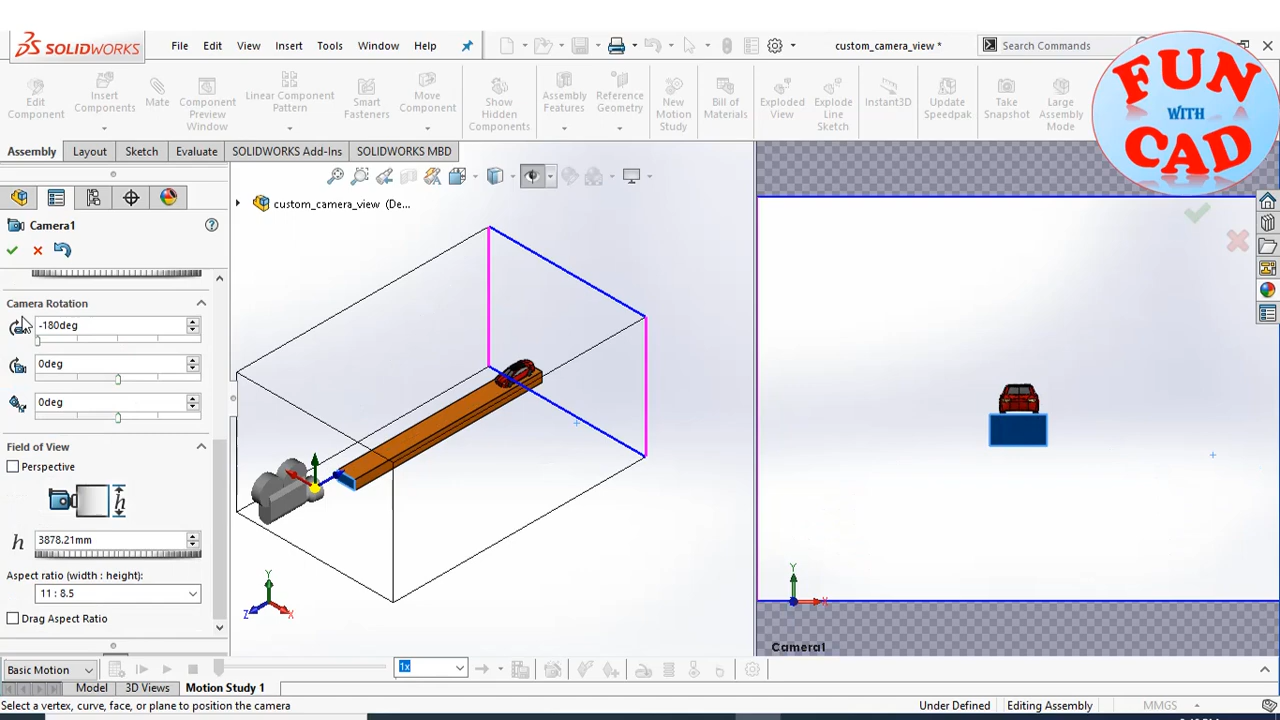 SOLIDWORKS
File Edit View Insert Tools Window Help
custom_camera_view *
Search Commands
FUN
WITH
CAD
Edit Component
Insert Components
Mate
Component Preview Window
Linear Component Pattern
Smart Fasteners
Move Component
Show Hidden Components
Assembly Features
Reference Geometry
New Motion Study
Bill of Materials
Exploded View
Explode Line Sketch
Instant3D
Update Speedpak
Take Snapshot
Large Assembly Mode
Assembly Layout Sketch Evaluate SOLIDWORKS Add-Ins SOLIDWORKS MBD
custom_camera_view (De...
Camera1
Camera Rotation
-180deg
0deg
0deg
Field of View
Perspective
h
h 3878.21mm
Aspect ratio (width : height):
11 : 8.5
Drag Aspect Ratio
Y
Z X
Y
X
Camera1
Basic Motion
1x
Model 3D Views Motion Study 1
Select a vertex, curve, face, or plane to position the camera
Under Defined Editing Assembly MMGS